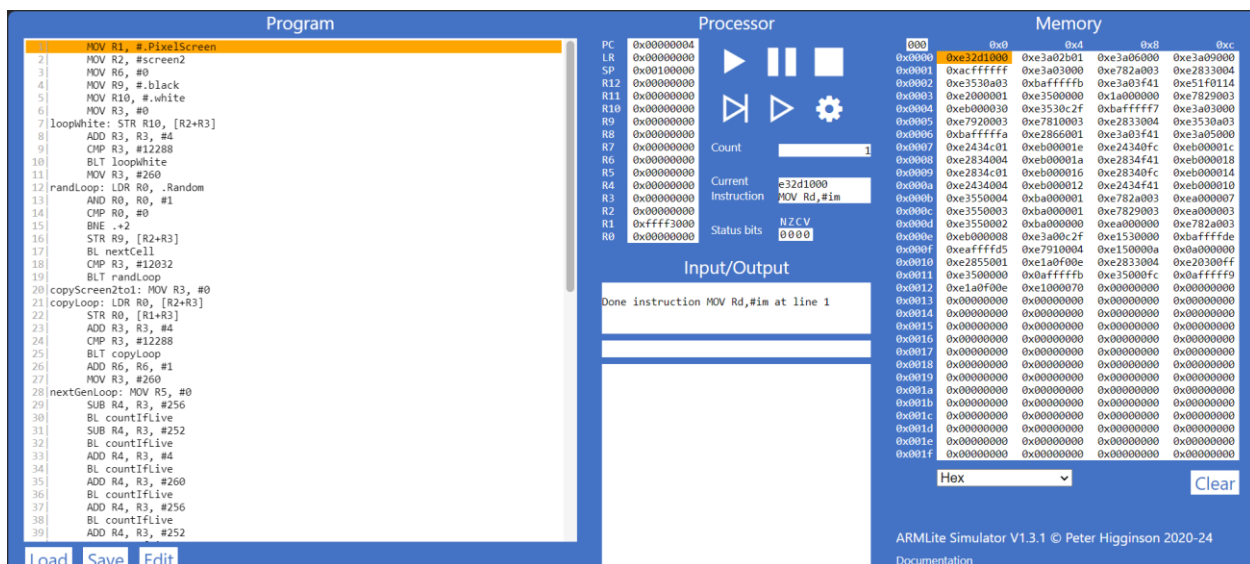 Program
1| MOV R1, #.PixelScreen
2| MOV R2, #screen2
3| MOV R6, #0
4| MOV R9, #.black
5| MOV R10, #.white
6| MOV R3, #0
7|loopWhite: STR R10, [R2+R3]
8| ADD R3, R3, #4
9| CMP R3, #12288
10| BLT loopWhite
11| MOV R3, #260
12|randLoop: LDR R0, .Random
13| AND R0, R0, #1
14| CMP R0, #0
15| BNE .+2
16| STR R9, [R2+R3]
17| BL nextCell
18| CMP R3, #12032
19| BLT randLoop
20|copyScreen2to1: MOV R3, #0
21|copyLoop: LDR R0, [R2+R3]
22| STR R0, [R1+R3]
23| ADD R3, R3, #4
24| CMP R3, #12288
25| BLT copyLoop
26| ADD R6, R6, #1
27| MOV R3, #260
28|nextGenLoop: MOV R5, #0
29| SUB R4, R3, #256
30| BL countIfLive
31| SUB R4, R3, #252
32| BL countIfLive
33| ADD R4, R3, #4
34| BL countIfLive
35| ADD R4, R3, #260
36| BL countIfLive
37| ADD R4, R3, #256
38| BL countIfLive
39| ADD R4, R3, #252
Load Save Edit
Processor
PC 0x00000004
LR 0x00000000
SP 0x00100000
R12 0x00000000
R11 0x00000000
R10 0x00000000
R9 0x00000000
R8 0x00000000
R7 0x00000000
R6 0x00000000
R5 0x00000000
R4 0x00000000
R3 0x00000000
R2 0x00000000
R1 0xffff3000
R0 0x00000000
Count 1
Current Instruction
e32d1000
MOV Rd,#im
Status bits
NZCV
0000
Input/Output
Done instruction MOV Rd,#im at line 1
Memory
000 0x0 0x4 0x8 0xc
0x0000 0xe32d1000 0xe3a02b01 0xe3a06000 0xe3a09000
0x0001 0xacffffff 0xe3a03000 0xe782a003 0xe2833004
0x0002 0xe3530a03 0xbafffffb 0xe3a03f41 0xe51f0114
0x0003 0xe2000001 0xe3500000 0x1a000000 0xe7829003
0x0004 0xeb000030 0xe3530c2f 0xbafffff7 0xe3a03000
0x0005 0xe7920003 0xe7810003 0xe2833004 0xe3530a03
0x0006 0xbafffffa 0xe2866001 0xe3a03f41 0xe3a05000
0x0007 0xe2434c01 0xeb00001e 0xe24340fc 0xeb00001c
0x0008 0xe2834004 0xeb00001a 0xe2834f41 0xeb000018
0x0009 0xe2834c01 0xeb000016 0xe28340fc 0xeb000014
0x000a 0xe2434004 0xeb000012 0xe2434f41 0xeb000010
0x000b 0xe3550004 0xba000001 0xe782a003 0xea000007
0x000c 0xe3550003 0xba000001 0xe7829003 0xea000003
0x000d 0xe3550002 0xba000000 0xea000000 0xe782a003
0x000e 0xeb000008 0xe3a00c2f 0xe1530000 0xbaffffde
0x000f 0xeaffffd5 0xe7910004 0xe150000a 0x0a000000
0x0010 0xe2855001 0xe1a0f00e 0xe2833004 0xe20300ff
0x0011 0xe3500000 0x0afffffb 0xe35000fc 0x0afffff9
0x0012 0xe1a0f00e 0xe1000070 0x00000000 0x00000000
0x0013 0x00000000 0x00000000 0x00000000 0x00000000
0x0014 0x00000000 0x00000000 0x00000000 0x00000000
0x0015 0x00000000 0x00000000 0x00000000 0x00000000
0x0016 0x00000000 0x00000000 0x00000000 0x00000000
0x0017 0x00000000 0x00000000 0x00000000 0x00000000
0x0018 0x00000000 0x00000000 0x00000000 0x00000000
0x0019 0x00000000 0x00000000 0x00000000 0x00000000
0x001a 0x00000000 0x00000000 0x00000000 0x00000000
0x001b 0x00000000 0x00000000 0x00000000 0x00000000
0x001c 0x00000000 0x00000000 0x00000000 0x00000000
0x001d 0x00000000 0x00000000 0x00000000 0x00000000
0x001e 0x00000000 0x00000000 0x00000000 0x00000000
0x001f 0x00000000 0x00000000 0x00000000 0x00000000
Hex
Clear
ARMLite Simulator V1.3.1 © Peter Higginson 2020-24
Documentation